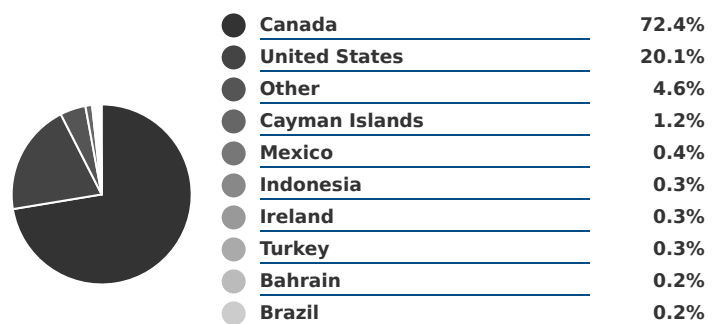 Canada 72.4%
United States 20.1%
Other 4.6%
Cayman Islands 1.2%
Mexico 0.4%
Indonesia 0.3%
Ireland 0.3%
Turkey 0.3%
Bahrain 0.2%
Brazil 0.2%